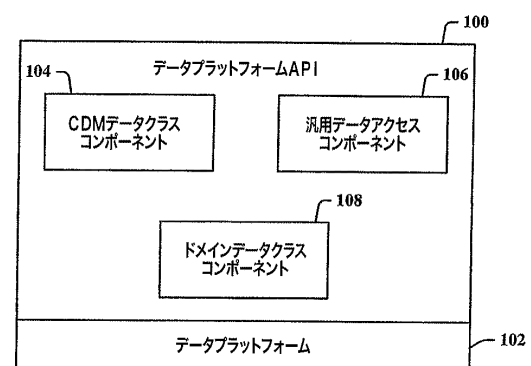 100
データプラットフォームAPI
104
106
CDMデータクラス
コンポーネント
汎用データアクセス
コンポーネント
108
ドメインデータクラス
コンポーネント
データプラットフォーム
102